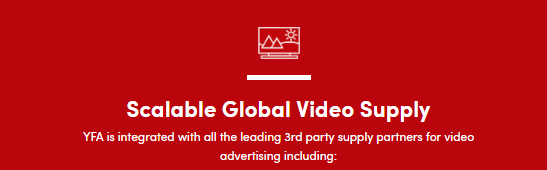 Scalable Global Video Supply
YFA is integrated with all the leading 3rd party supply partners for video
advertising including: